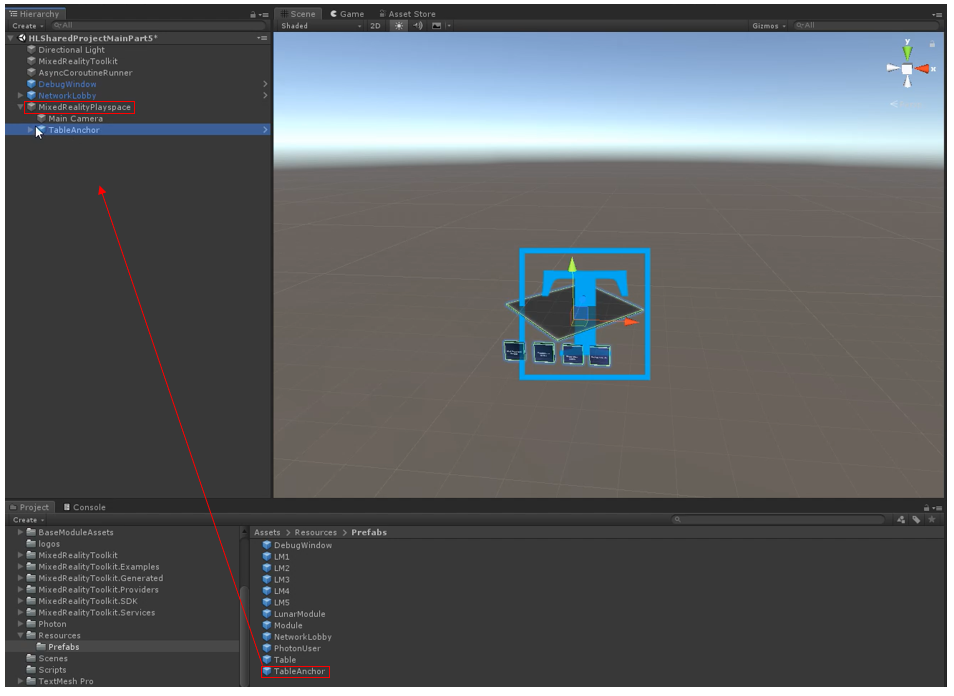 Hierarchy
Create
All
HLSharedProjectMainPart5*
Directional Light
MixedRealityToolkit
AsyncCoroutineRunner
DebugWindow
NetworkLobby
MixedRealityPlayspace
Main Camera
TableAnchor
Scene Game Asset Store
Shaded 2D Gizmos All
y
x
T
Project Console
Create
BaseModuleAssets
logos
MixedRealityToolkit
MixedRealityToolkit.Examples
MixedRealityToolkit.Generated
MixedRealityToolkit.Providers
MixedRealityToolkit.SDK
MixedRealityToolkit.Services
Photon
Resources
Prefabs
Scenes
Scripts
TextMesh Pro
Assets > Resources > Prefabs
DebugWindow
LM1
LM2
LM3
LM4
LM5
LunarModule
Module
NetworkLobby
PhotonUser
Table
TableAnchor